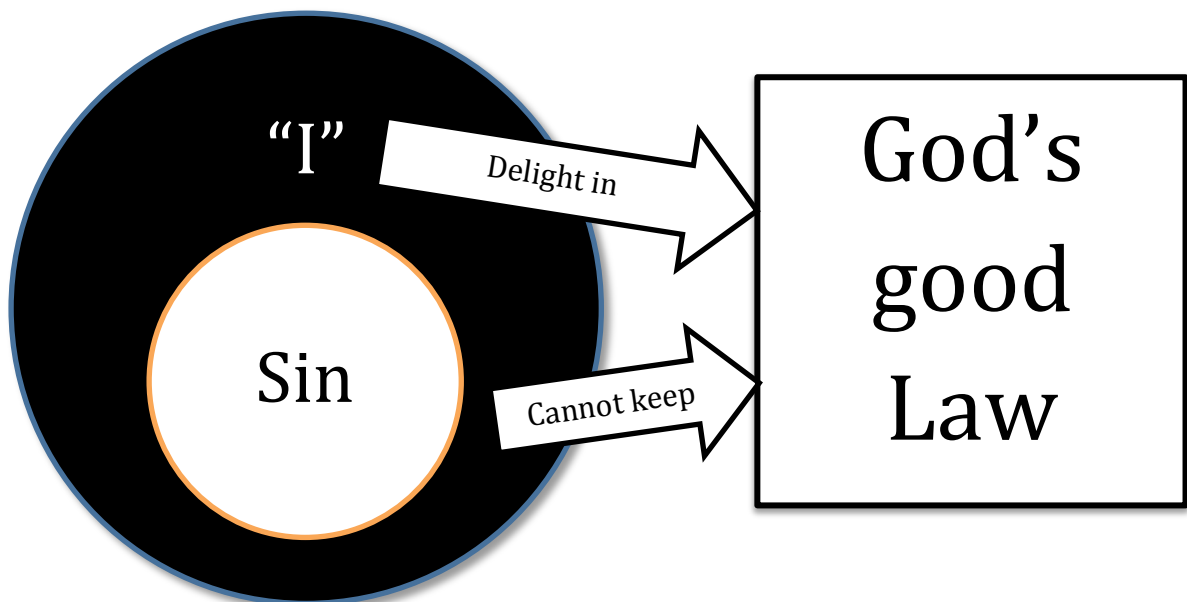 “I”
Delight in
Sin
Cannot keep
God’s
good
Law